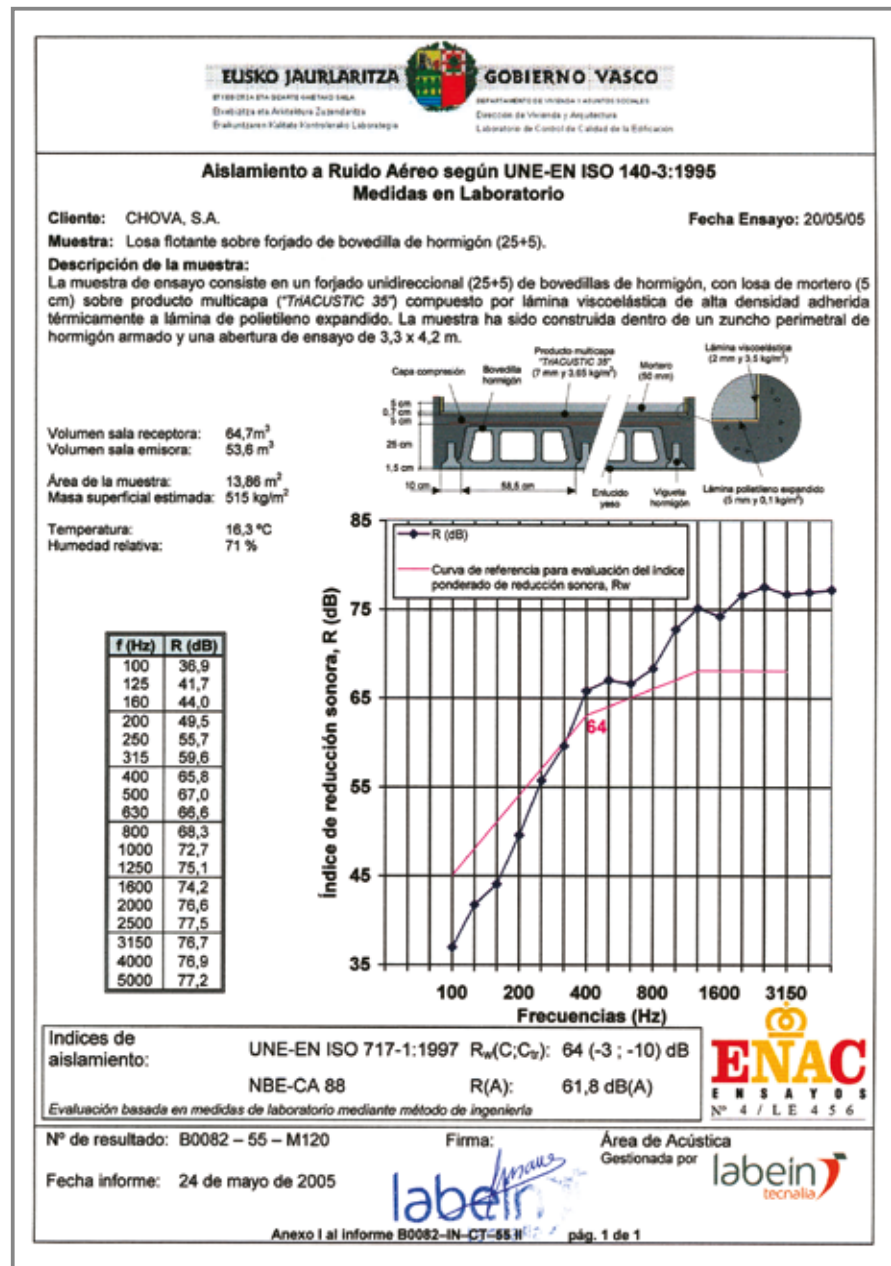 EUSKO JAURLARITZA
GOBIERNO VASCO
Etxebizitza eta Arkitektura Zuzendaritza
Eraikuntzaren Kalitate Kontrolerako Laborategia
DEPARTAMENTO DE VIVIENDA Y ASUNTOS SOCIALES
Dirección de Vivienda y Arquitectura
Laboratorio de Control de Calidad de la Edificación
Aislamiento a Ruido Aéreo según UNE-EN ISO 140-3:1995
Medidas en Laboratorio
Cliente: CHOVA, S.A.
Fecha Ensayo: 20/05/05
Muestra: Losa flotante sobre forjado de bovedilla de hormigón (25+5).
Descripción de la muestra:
La muestra de ensayo consiste en un forjado unidireccional (25+5) de bovedillas de hormigón, con losa de mortero (5
cm) sobre producto multicapa ("TriACUSTIC 35") compuesto por lámina viscoelástica de alta densidad adherida
térmicamente a lámina de polietileno expandido. La muestra ha sido construida dentro de un zuncho perimetral de
hormigón armado y una abertura de ensayo de 3,3 x 4,2 m.
Capa compresión
Bovedilla
hormigón
Producto multicapa
"TriACUSTIC 35"
(7 mm y 3,65 kg/m²)
Mortero
(50 mm)
Lámina viscoelástica
(2 mm y 3,5 kg/m²)
5 cm
0,7 cm
5 cm
25 cm
1,5 cm
10 cm
58,5 cm
Enlucido
yeso
Vigueta
hormigón
Lámina polietileno expandido
(5 mm y 0,1 kg/m²)
Volumen sala receptora: 64,7m³
Volumen sala emisora: 53,6 m³
Área de la muestra: 13,86 m²
Masa superficial estimada: 515 kg/m²
Temperatura: 16,3 ºC
Humedad relativa: 71 %
f (Hz) R (dB)
100 36,9
125 41,7
160 44,0
200 49,5
250 55,7
315 59,6
400 65,8
500 67,0
630 66,6
800 68,3
1000 72,7
1250 75,1
1600 74,2
2000 76,6
2500 77,5
3150 76,7
4000 76,9
5000 77,2
Índice de reducción sonora, R (dB)
85
75
65
55
45
35
R (dB)
Curva de referencia para evaluación del índice
ponderado de reducción sonora, Rw
64
100 200 400 800 1600 3150
Frecuencias (Hz)
Indices de
aislamiento:
UNE-EN ISO 717-1:1997 Rw(C;Ctr): 64 (-3 ; -10) dB
NBE-CA 88 R(A): 61,8 dB(A)
Evaluación basada en medidas de laboratorio mediante método de ingeniería
ENAC
ENSAYOS
Nº 4 / LE 456
Nº de resultado: B0082 – 55 – M120
Firma:
Área de Acústica
Gestionada por
labein
tecnalia
Fecha informe: 24 de mayo de 2005
labein
Anexo I al informe B0082–IN–CT–55 II pág. 1 de 1